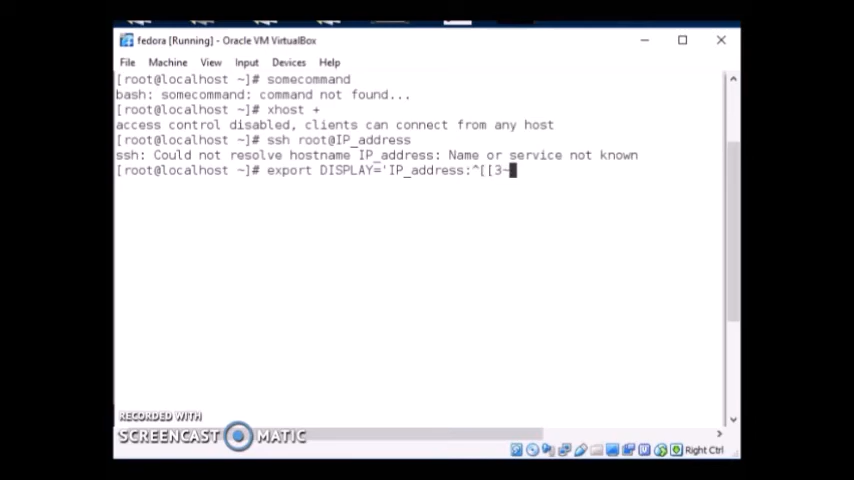 fedora [Running] - Oracle VM VirtualBox
File Machine View Input Devices Help
[root@localhost ~]# somecommand
bash: somecommand: command not found...
[root@localhost ~]# xhost +
access control disabled, clients can connect from any host
[root@localhost ~]# ssh root@IP_address
ssh: Could not resolve hostname IP_address: Name or service not known
[root@localhost ~]# export DISPLAY='IP_address:^[[3~
RECORDED WITH
SCREENCAST MATIC
Right Ctrl